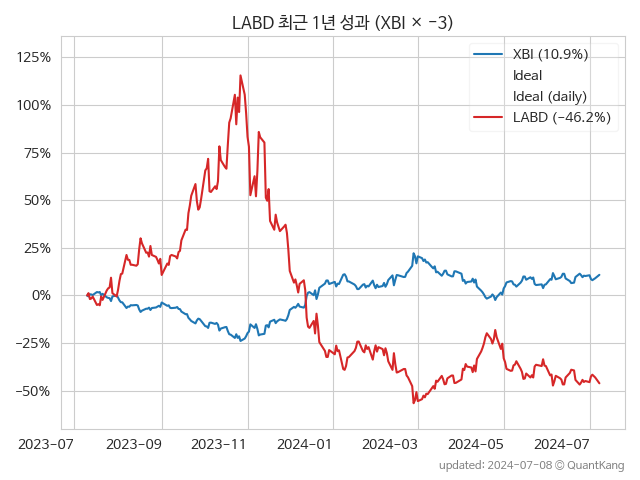 LABD 최근 1년 성과 (XBI × −3)
125%
100%
75%
50%
25%
0%
−25%
−50%
XBI (10.9%)
Ideal
Ideal (daily)
LABD (−46.2%)
2023-07
2023-09
2023-11
2024-01
2024-03
2024-05
2024-07
updated: 2024-07-08 © QuantKang